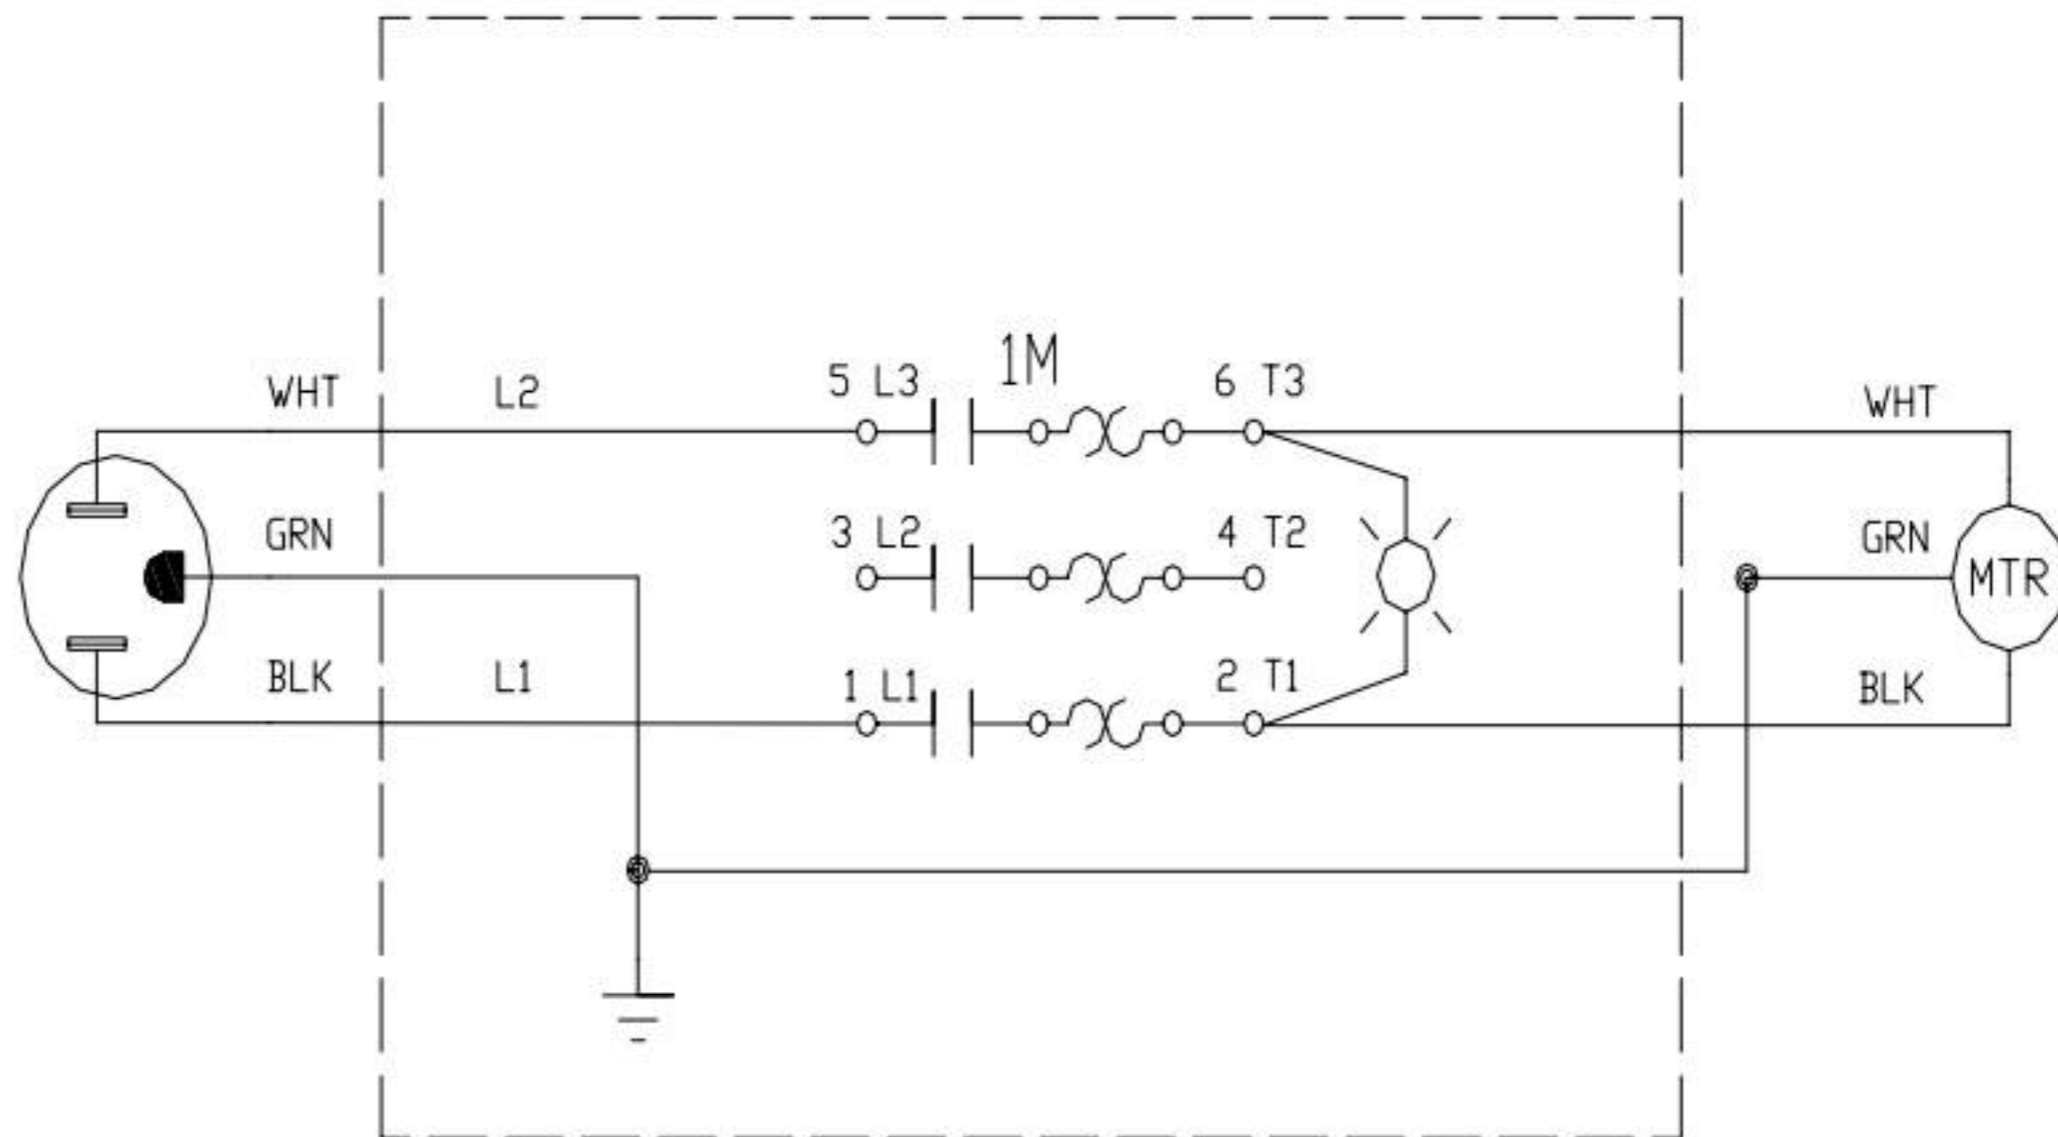 1M
WHT L2 5 L3 6 T3 WHT
GRN 3 L2 4 T2 GRN
MTR
BLK L1 1 L1 2 T1 BLK